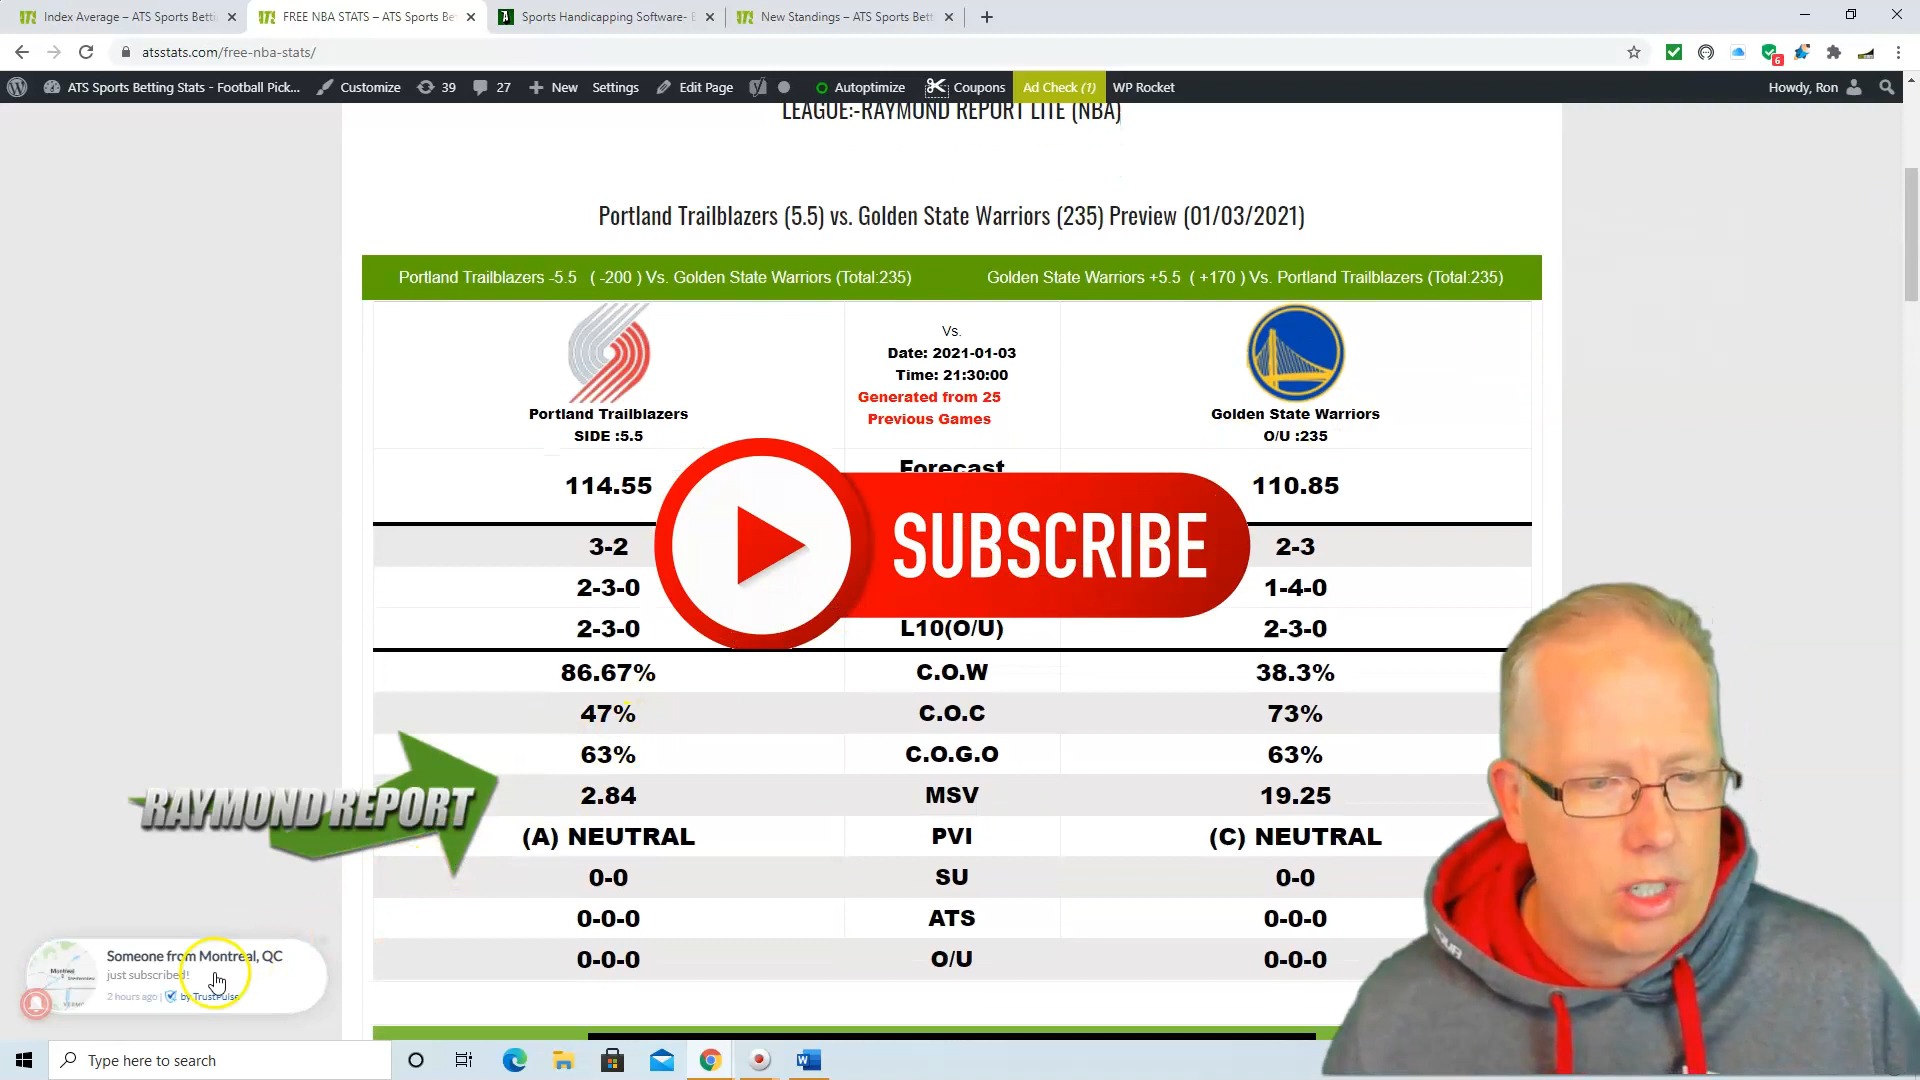 Index Average – ATS Sports Betti
FREE NBA STATS – ATS Sports Be
Sports Handicapping Software- E
New Standings – ATS Sports Bett
atsstats.com/free-nba-stats/
6
ATS Sports Betting Stats - Football Pick...
Customize
39
27
New
Settings
Edit Page
Autoptimize
Coupons
Ad Check (1)
WP Rocket
Howdy, Ron
LEAGUE:-RAYMOND REPORT LITE (NBA)
Portland Trailblazers (5.5) vs. Golden State Warriors (235) Preview (01/03/2021)
Portland Trailblazers -5.5 ( -200 ) Vs. Golden State Warriors (Total:235)
Golden State Warriors +5.5 ( +170 ) Vs. Portland Trailblazers (Total:235)
Portland Trailblazers
SIDE :5.5
Vs.
Date: 2021-01-03
Time: 21:30:00
Generated from 25
Previous Games
Golden State Warriors
O/U :235
114.55 Forecast 110.85
SUBSCRIBE
3-2 2-3
2-3-0 1-4-0
2-3-0 L10(O/U) 2-3-0
86.67% C.O.W 38.3%
47% C.O.C 73%
63% C.O.G.O 63%
2.84 MSV 19.25
(A) NEUTRAL PVI (C) NEUTRAL
0-0 SU 0-0
0-0-0 ATS 0-0-0
0-0-0 O/U 0-0-0
RAYMOND REPORT
Someone from Montreal, QC
just subscribed!
2 hours ago | by TrustPulse
Montreal
Type here to search